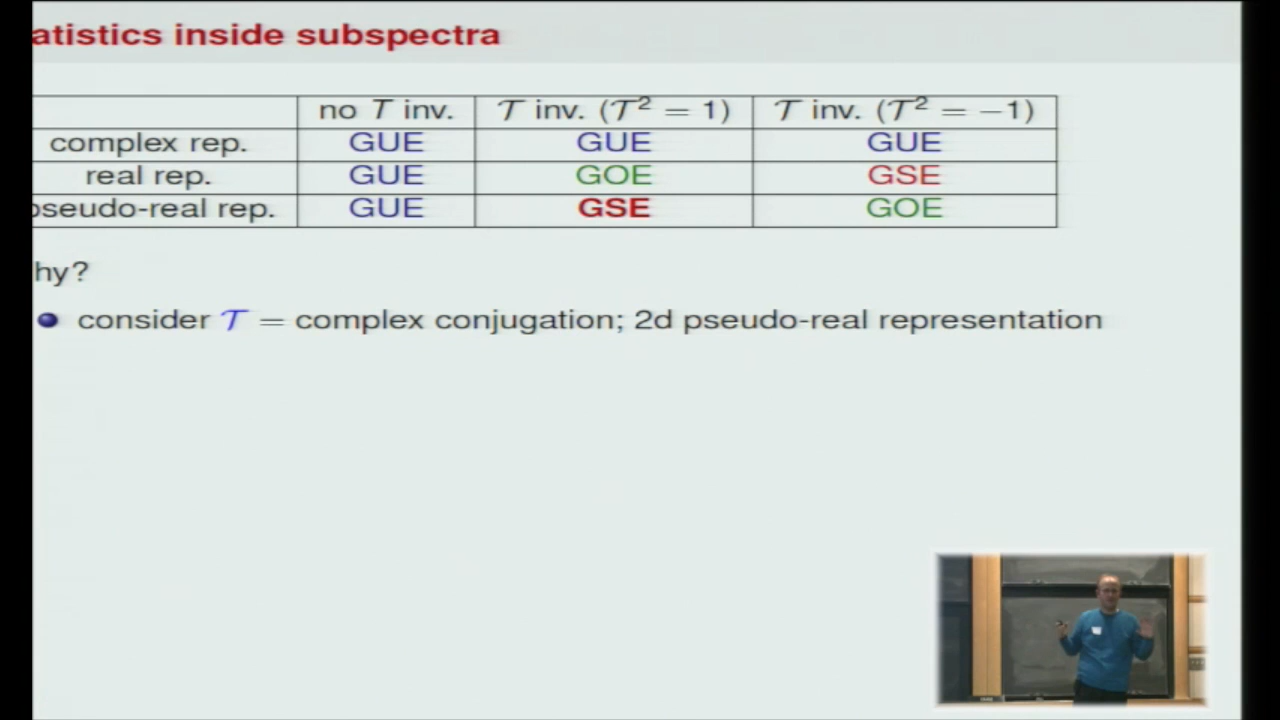 atistics inside subspectra
no T inv. 𝒯 inv. (𝒯² = 1) 𝒯 inv. (𝒯² = −1)
complex rep. GUE GUE GUE
real rep. GUE GOE GSE
pseudo-real rep. GUE GSE GOE
hy?
consider 𝒯 = complex conjugation; 2d pseudo-real representation